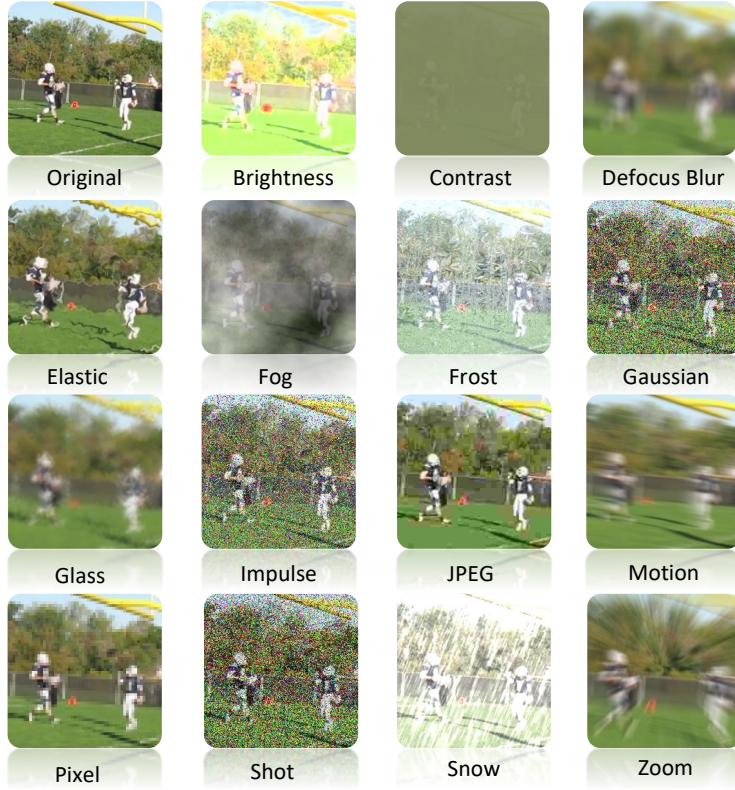 Original
Brightness
Contrast
Defocus Blur
Elastic
Fog
Frost
Gaussian
Glass
Impulse
JPEG
Motion
Pixel
Shot
Snow
Zoom